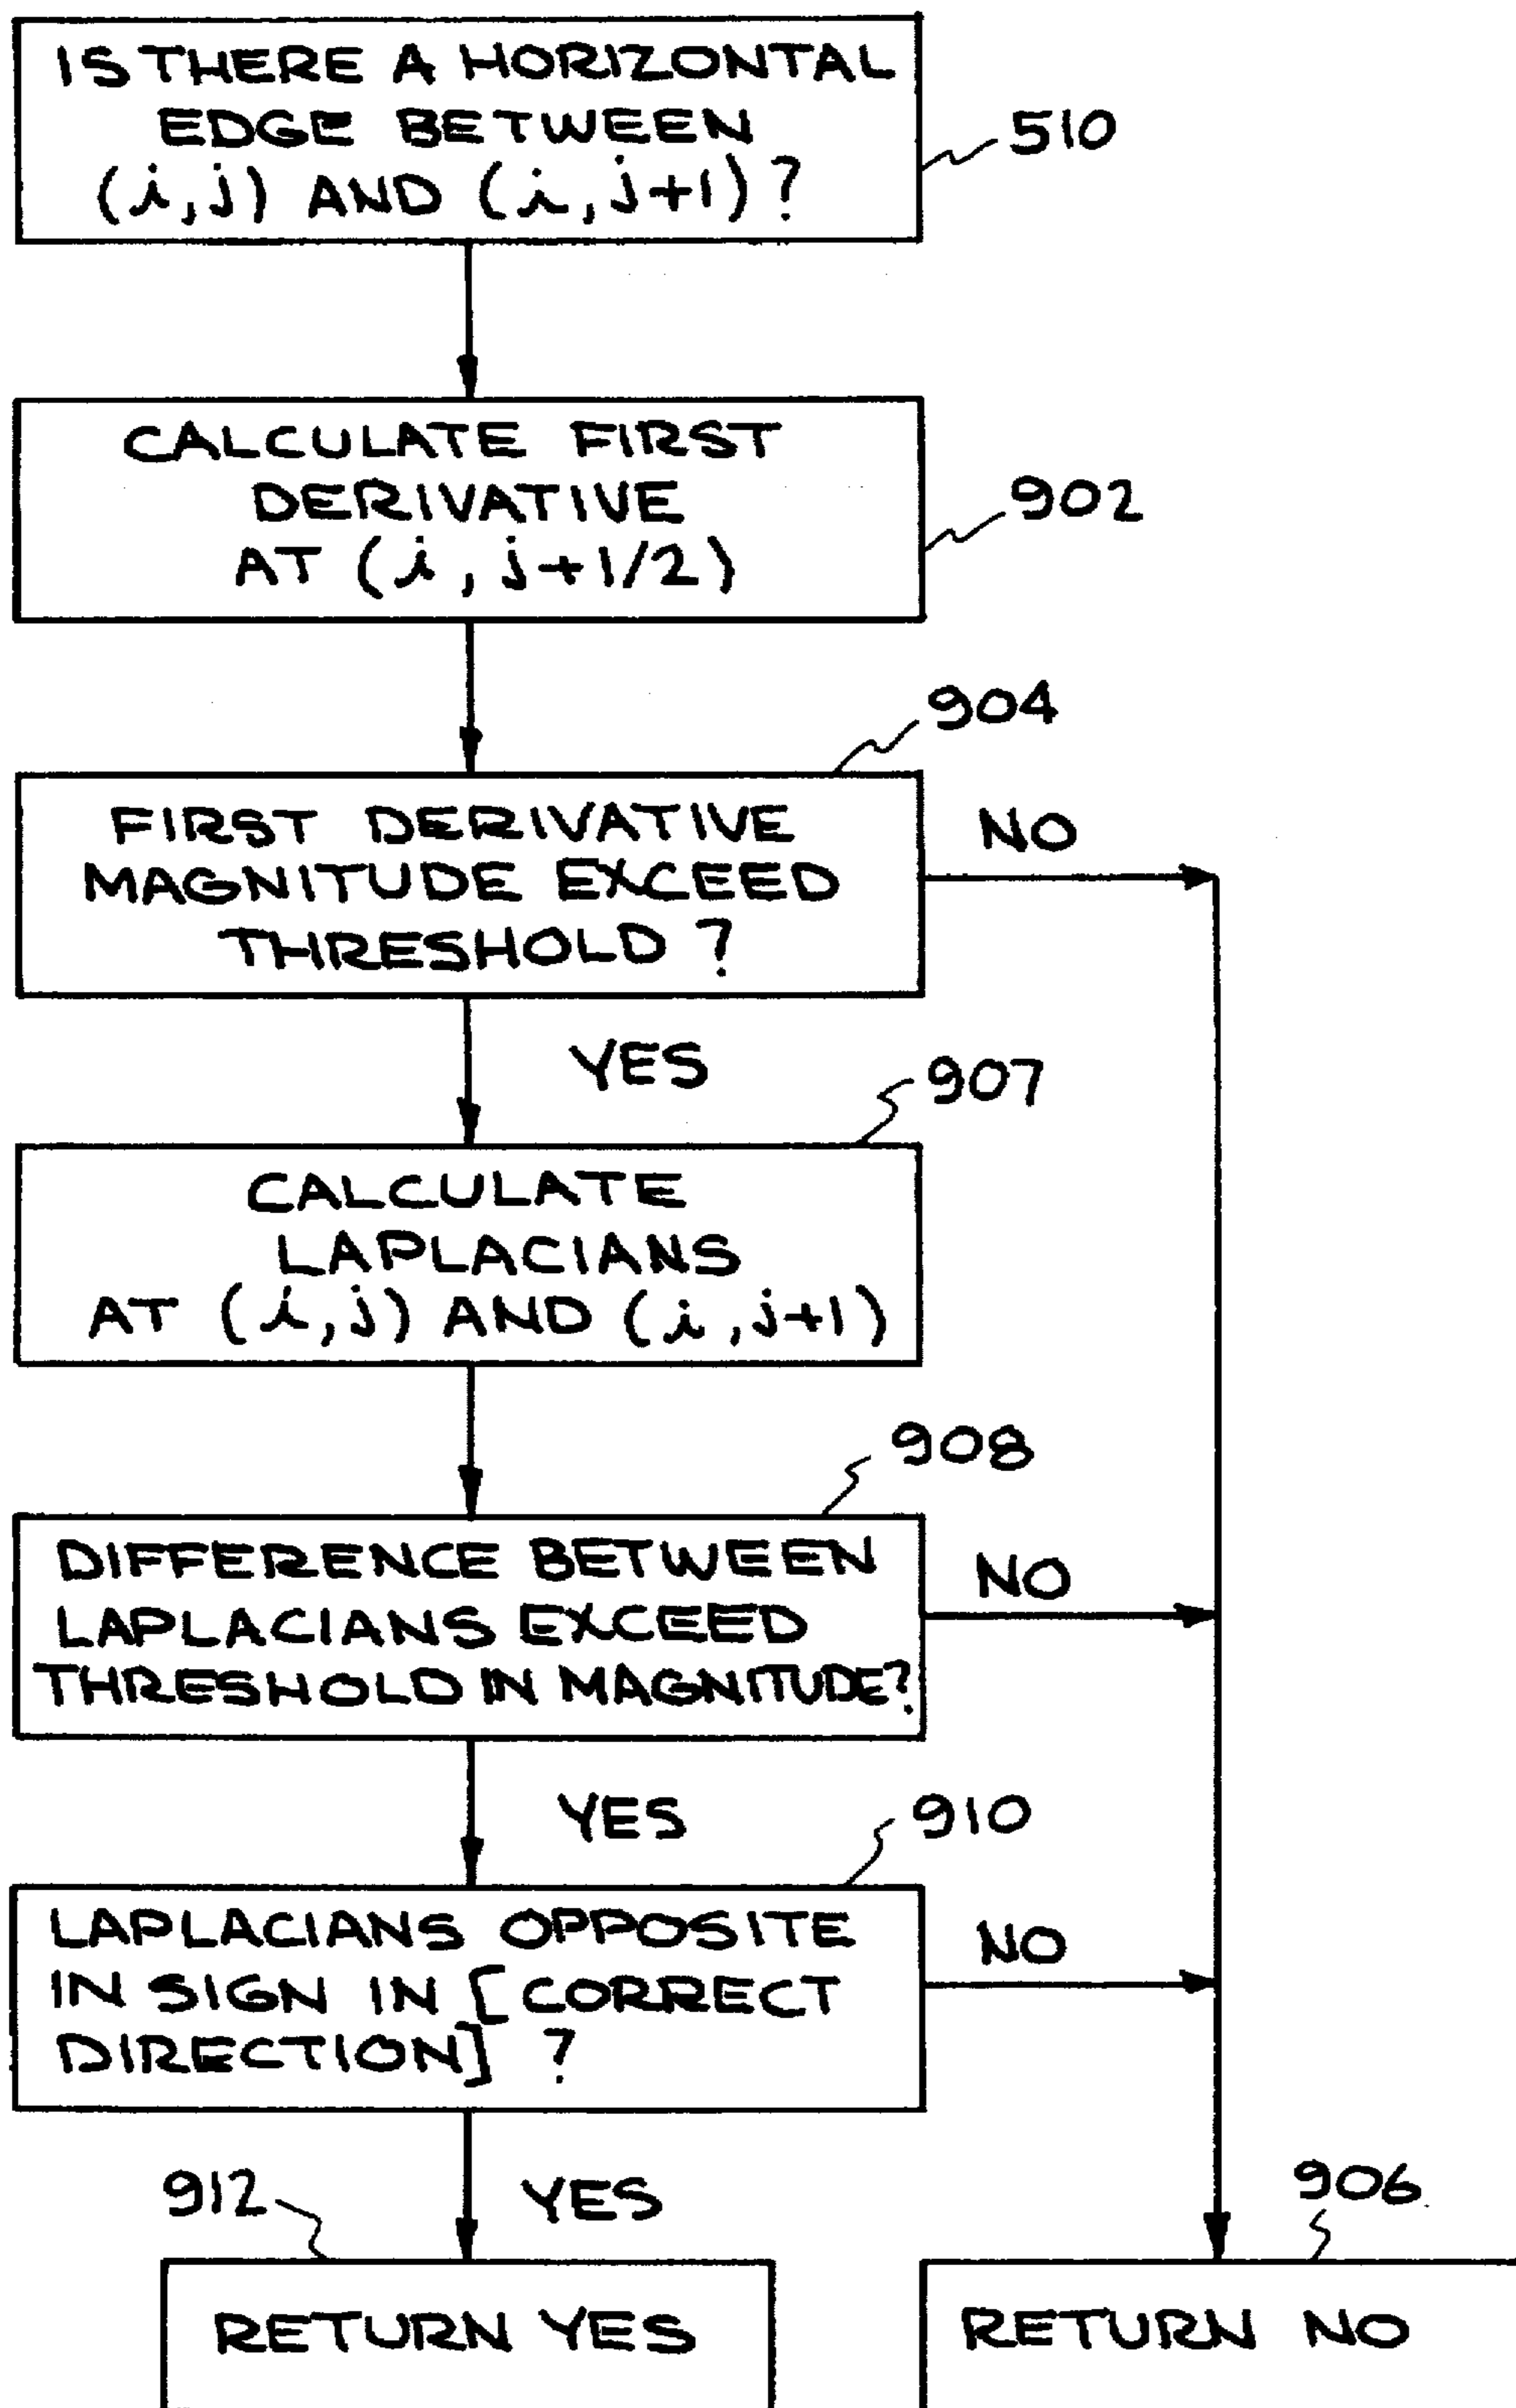 IS THERE A HORIZONTAL
EDGE BETWEEN
(i,j) AND (i,j+1)?
510
CALCULATE FIRST
DERIVATIVE
AT (i, j+1/2)
902
904
FIRST DERIVATIVE
MAGNITUDE EXCEED
THRESHOLD ?
NO
YES
907
CALCULATE
LAPLACIANS
AT (i,j) AND (i,j+1)
908
DIFFERENCE BETWEEN
LAPLACIANS EXCEED
THRESHOLD IN MAGNITUDE?
NO
YES
910
LAPLACIANS OPPOSITE
IN SIGN IN [CORRECT
DIRECTION] ?
NO
YES
912
906
RETURN YES
RETURN NO